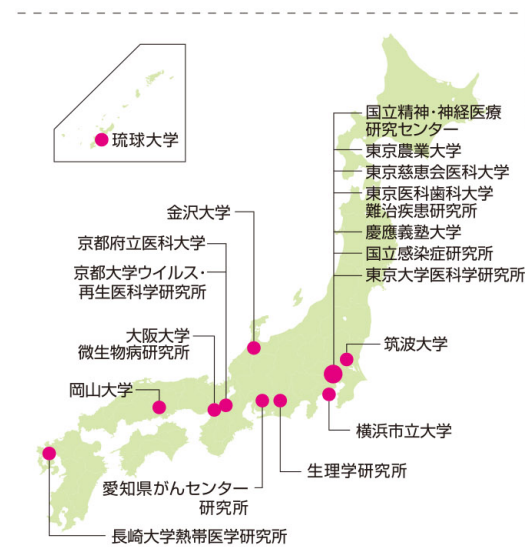 琉球大学
国立精神・神経医療
研究センター
東京農業大学
東京慈恵会医科大学
東京医科歯科大学
難治疾患研究所
慶應義塾大学
国立感染症研究所
東京大学医科学研究所
金沢大学
京都府立医科大学
京都大学ウイルス・
再生医科学研究所
大阪大学
微生物病研究所
岡山大学
筑波大学
横浜市立大学
生理学研究所
愛知県がんセンター
研究所
長崎大学熱帯医学研究所